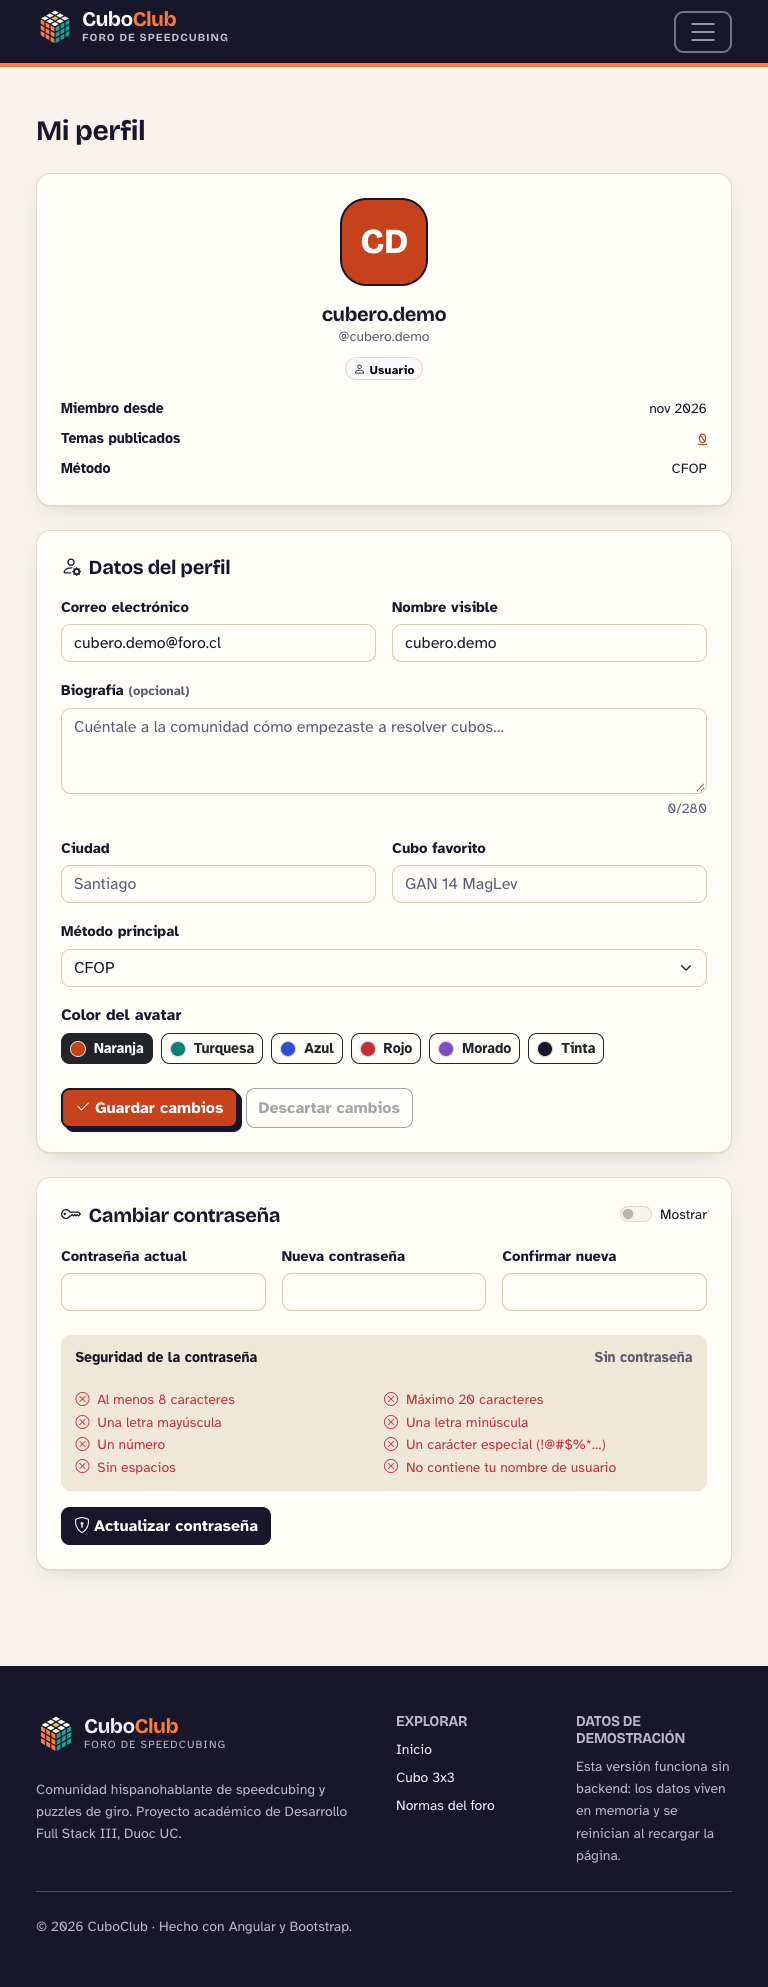 CuboClub
FORO DE SPEEDCUBING
Mi perfil
CD
cubero.demo
@cubero.demo
Usuario
Miembro desde nov 2026
Temas publicados 0
Método CFOP
Datos del perfil
Correo electrónico Nombre visible
cubero.demo@foro.cl cubero.demo
Biografía (opcional)
Cuéntale a la comunidad cómo empezaste a resolver cubos...
0/280
Ciudad Cubo favorito
Santiago GAN 14 MagLev
Método principal
CFOP
Color del avatar
Naranja Turquesa Azul Rojo Morado Tinta
Guardar cambios Descartar cambios
Cambiar contraseña Mostrar
Contraseña actual Nueva contraseña Confirmar nueva
Seguridad de la contraseña Sin contraseña
Al menos 8 caracteres Máximo 20 caracteres
Una letra mayúscula Una letra minúscula
Un número Un carácter especial (!@#$%*...)
Sin espacios No contiene tu nombre de usuario
Actualizar contraseña
CuboClub
FORO DE SPEEDCUBING
Comunidad hispanohablante de speedcubing y
puzzles de giro. Proyecto académico de Desarrollo
Full Stack III, Duoc UC.
EXPLORAR
Inicio
Cubo 3x3
Normas del foro
DATOS DE
DEMOSTRACIÓN
Esta versión funciona sin
backend: los datos viven
en memoria y se
reinician al recargar la
página.
© 2026 CuboClub · Hecho con Angular y Bootstrap.